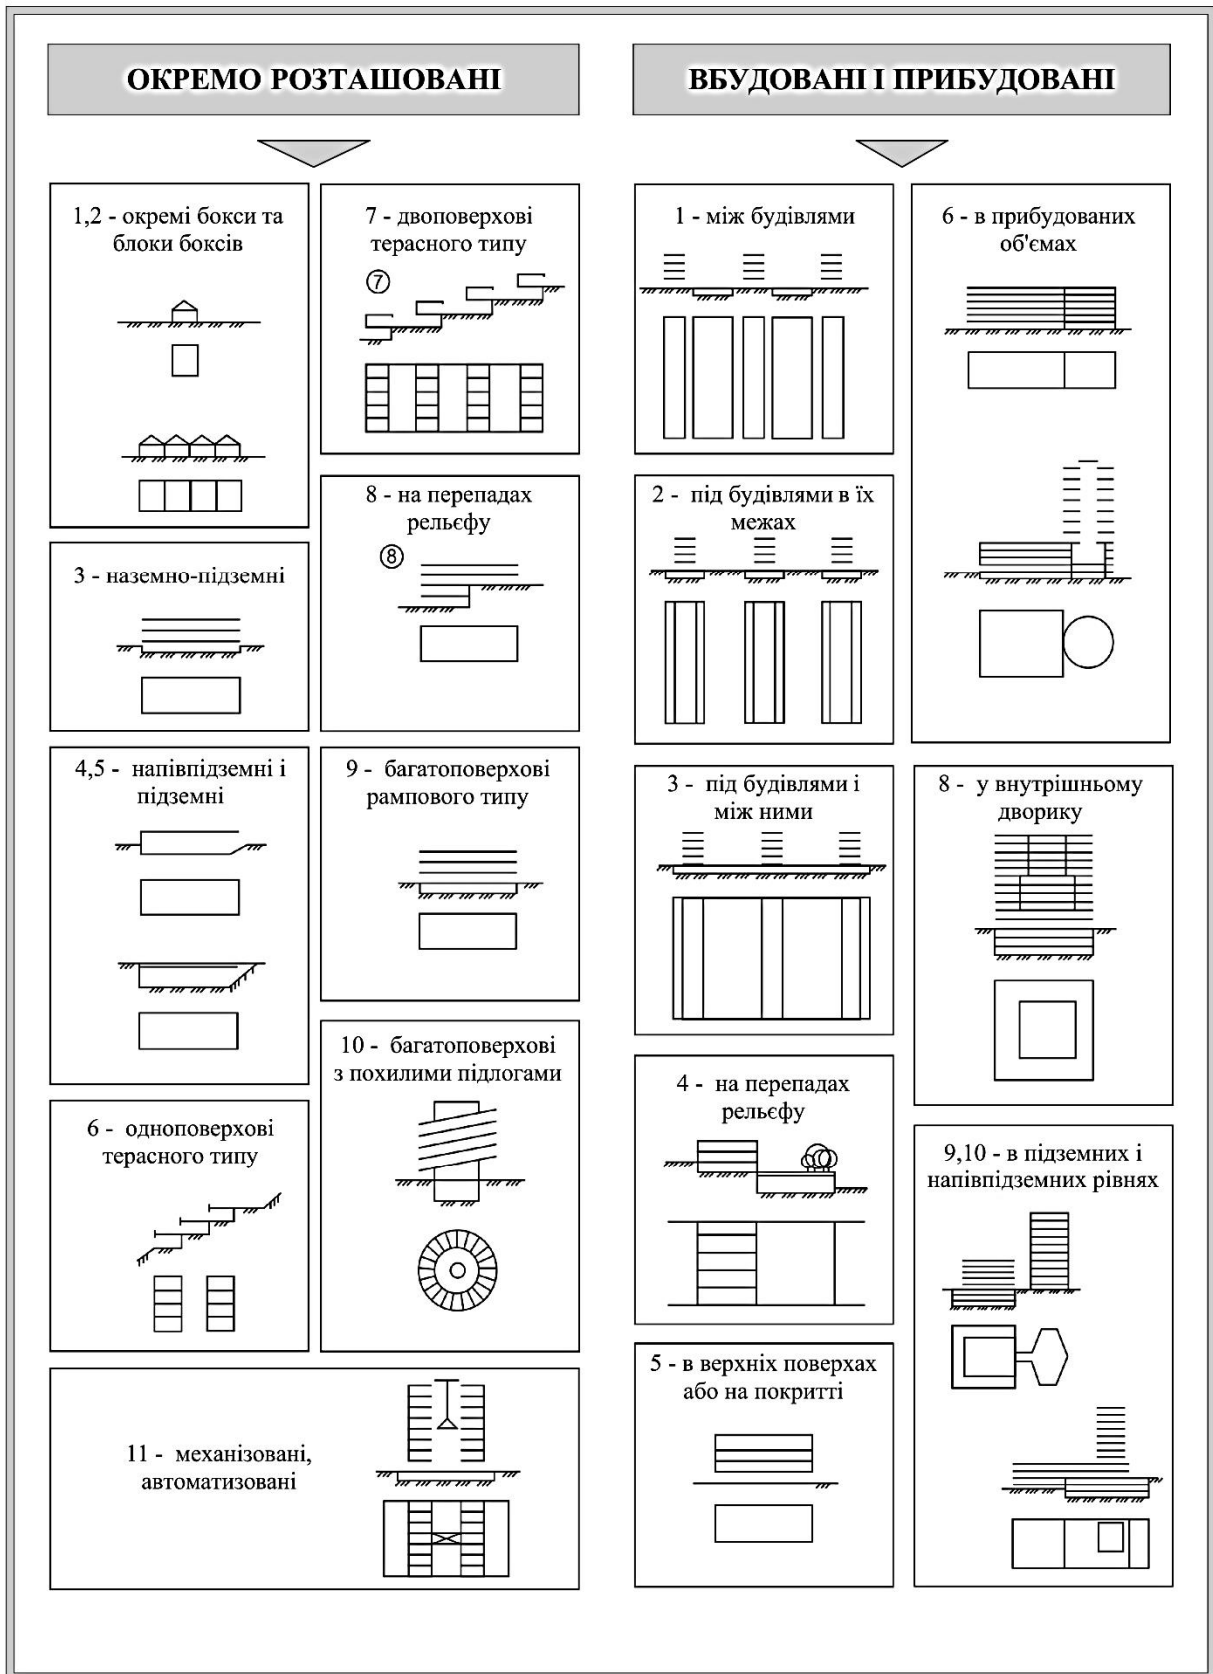 ОКРЕМО РОЗТАШОВАНІ
1,2 - окремі бокси та
блоки боксів
3 - наземно-підземні
4,5 - напівпідземні і
підземні
6 - одноповерхові
терасного типу
7 - двоповерхові
терасного типу
7
8 - на перепадах
рельєфу
8
9 - багатоповерхові
рампового типу
10 - багатоповерхові
з похилими підлогами
11 - механізовані,
автоматизовані
ВБУДОВАНІ І ПРИБУДОВАНІ
1 - між будівлями
2 - під будівлями в їх
межах
3 - під будівлями і
між ними
4 - на перепадах
рельєфу
5 - в верхніх поверхах
або на покритті
6 - в прибудованих
об'ємах
8 - у внутрішньому
дворику
9,10 - в підземних і
напівпідземних рівнях